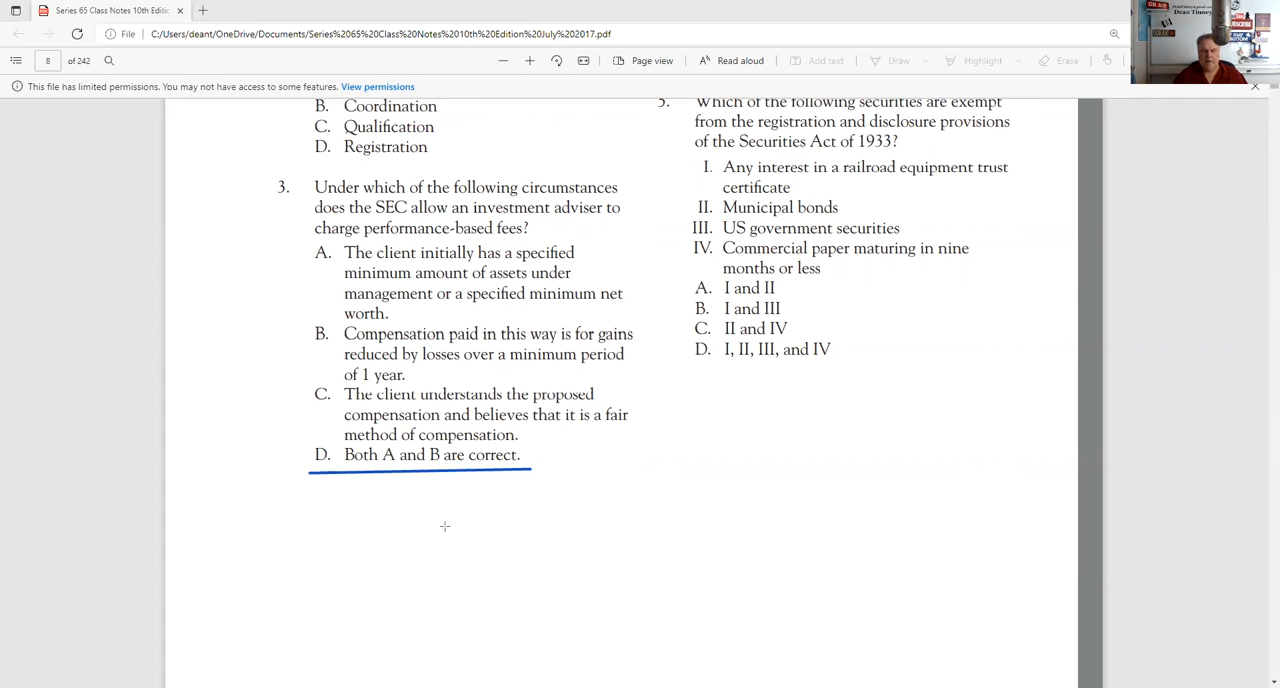 Series 65 Class Notes 10th Editio
File
C:/Users/deant/OneDrive/Documents/Series%2065%20Class%20Notes%2010th%20Edition%20July%202017.pdf
8 of 242
Page view
Read aloud
Add text
Draw
Highlight
Erase
This file has limited permissions. You may not have access to some features. View permissions
ON AIR
Dean Tinney
B. Coordination
C. Qualification
D. Registration
3. Under which of the following circumstances
does the SEC allow an investment adviser to
charge performance-based fees?
A. The client initially has a specified
minimum amount of assets under
management or a specified minimum net
worth.
B. Compensation paid in this way is for gains
reduced by losses over a minimum period
of 1 year.
C. The client understands the proposed
compensation and believes that it is a fair
method of compensation.
D. Both A and B are correct.
5. Which of the following securities are exempt
from the registration and disclosure provisions
of the Securities Act of 1933?
I. Any interest in a railroad equipment trust
certificate
II. Municipal bonds
III. US government securities
IV. Commercial paper maturing in nine
months or less
A. I and II
B. I and III
C. II and IV
D. I, II, III, and IV